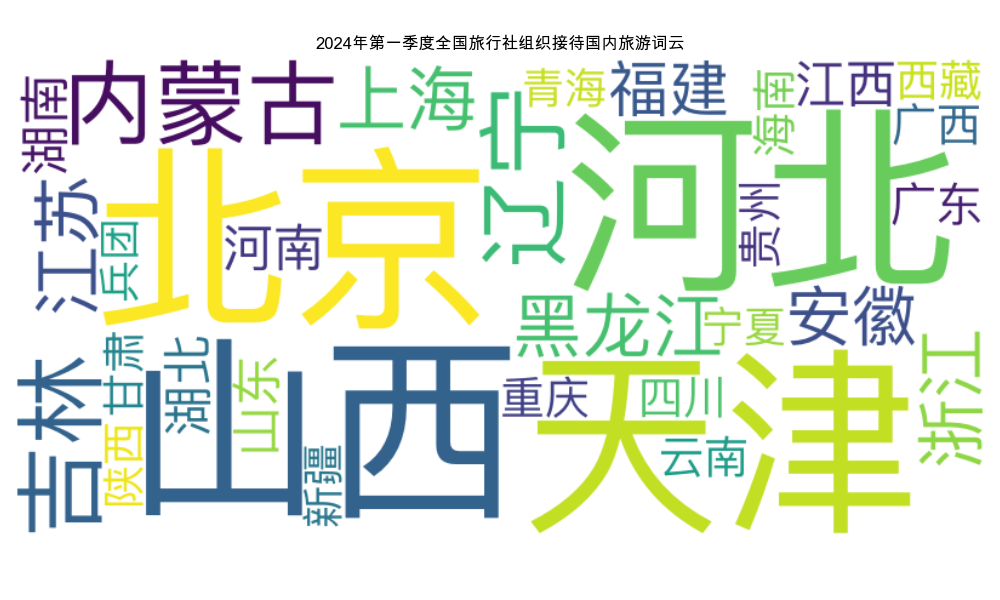 2024年第一季度全国旅行社组织接待国内旅游词云
湖南
内蒙古
上海
青海
福建
海南
江西
西藏
广西
辽宁
河北
北京
江苏
兵团
河南
贵州
广东
黑龙江
宁夏
安徽
吉林
甘肃
湖北
山东
山西
重庆
四川
天津
浙江
陕西
新疆
云南